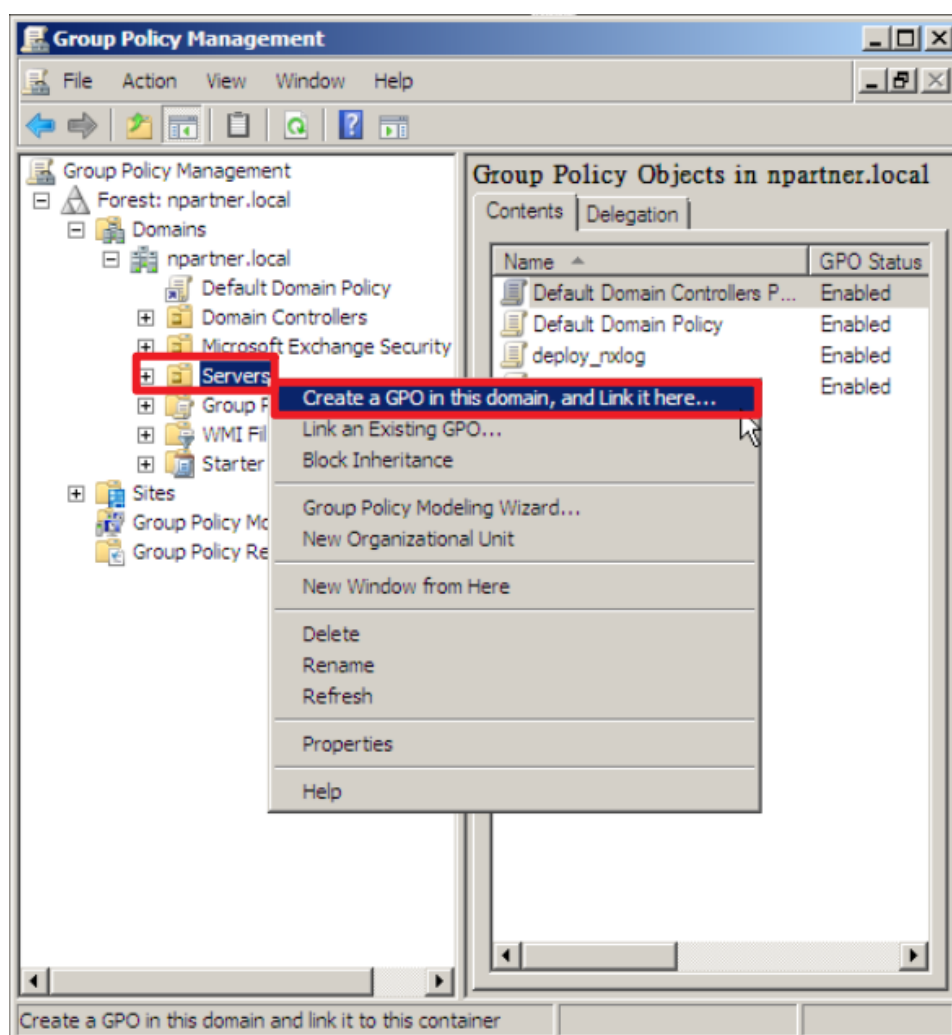 Group Policy Management
File Action View Window Help
Group Policy Management
Forest: npartner.local
Domains
npartner.local
Default Domain Policy
Domain Controllers
Microsoft Exchange Security
Servers
Group P
WMI Fil
Starter
Sites
Group Policy Mo
Group Policy Re
Group Policy Objects in npartner.local
Contents Delegation
Name GPO Status
Default Domain Controllers P... Enabled
Default Domain Policy Enabled
deploy_nxlog Enabled
Enabled
Create a GPO in this domain, and Link it here...
Link an Existing GPO...
Block Inheritance
Group Policy Modeling Wizard...
New Organizational Unit
New Window from Here
Delete
Rename
Refresh
Properties
Help
Create a GPO in this domain and link it to this container